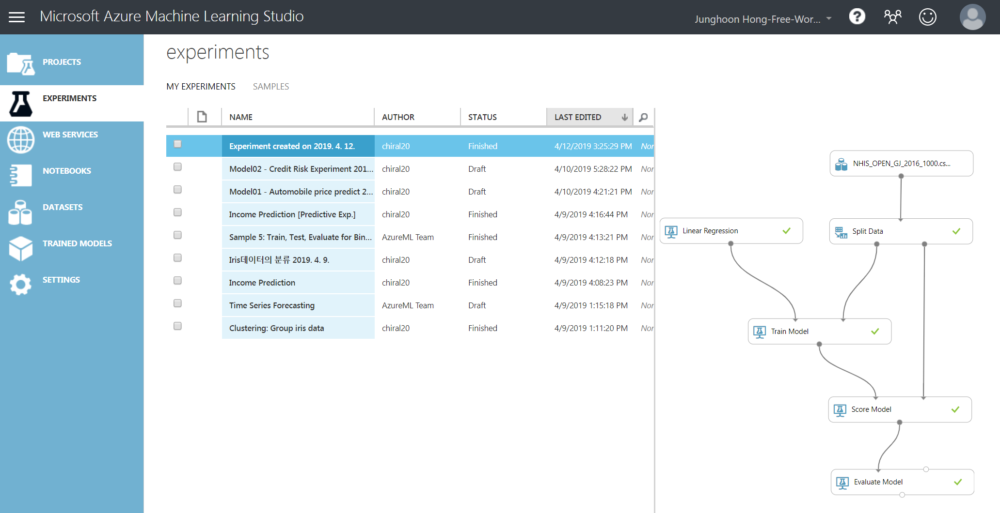 Microsoft Azure Machine Learning Studio
Junghoon Hong-Free-Wor...
?
PROJECTS
EXPERIMENTS
WEB SERVICES
NOTEBOOKS
DATASETS
TRAINED MODELS
SETTINGS
experiments
MY EXPERIMENTS SAMPLES
NAME AUTHOR STATUS LAST EDITED
Experiment created on 2019. 4. 12. chiral20 Finished 4/12/2019 3:25:29 PM Nor
Model02 - Credit Risk Experiment 201... chiral20 Draft 4/10/2019 5:28:22 PM Nor
Model01 - Automobile price predict 2... chiral20 Draft 4/10/2019 4:21:21 PM Nor
Income Prediction [Predictive Exp.] chiral20 Finished 4/9/2019 4:16:44 PM Nor
Sample 5: Train, Test, Evaluate for Bin... AzureML Team Finished 4/9/2019 4:13:21 PM Nor
Iris데이터의 분류 2019. 4. 9. chiral20 Draft 4/9/2019 4:12:18 PM Nor
Income Prediction chiral20 Finished 4/9/2019 4:08:23 PM Nor
Time Series Forecasting AzureML Team Draft 4/9/2019 1:15:18 PM Nor
Clustering: Group iris data chiral20 Finished 4/9/2019 1:11:20 PM Nor
NHIS_OPEN_GJ_2016_1000.cs...
Linear Regression
Split Data
Train Model
Score Model
Evaluate Model